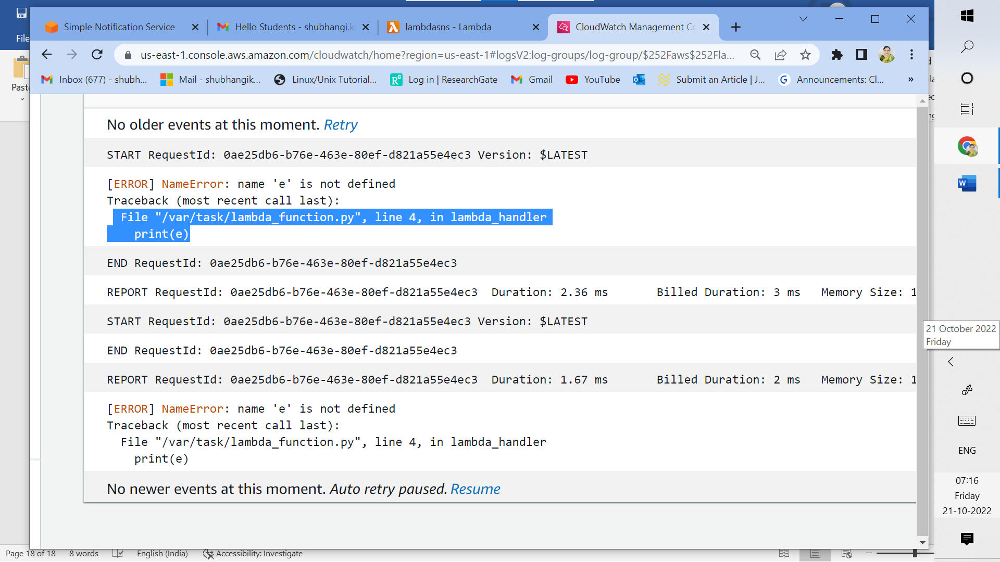 File
Paste
Simple Notification Service
Hello Students - shubhangi.k
lambdasns - Lambda
CloudWatch Management Co
us-east-1.console.aws.amazon.com/cloudwatch/home?region=us-east-1#logsV2:log-groups/log-group/$252Faws$252Fla...
Inbox (677) - shubh...
Mail - shubhangik...
Linux/Unix Tutorial...
Log in | ResearchGate
Gmail
YouTube
Submit an Article | J...
Announcements: Cl...
»
No older events at this moment. Retry
START RequestId: 0ae25db6-b76e-463e-80ef-d821a55e4ec3 Version: $LATEST
[ERROR] NameError: name 'e' is not defined
Traceback (most recent call last):
File "/var/task/lambda_function.py", line 4, in lambda_handler
print(e)
END RequestId: 0ae25db6-b76e-463e-80ef-d821a55e4ec3
REPORT RequestId: 0ae25db6-b76e-463e-80ef-d821a55e4ec3 Duration: 2.36 ms Billed Duration: 3 ms Memory Size: 1
START RequestId: 0ae25db6-b76e-463e-80ef-d821a55e4ec3 Version: $LATEST
END RequestId: 0ae25db6-b76e-463e-80ef-d821a55e4ec3
REPORT RequestId: 0ae25db6-b76e-463e-80ef-d821a55e4ec3 Duration: 1.67 ms Billed Duration: 2 ms Memory Size: 1
[ERROR] NameError: name 'e' is not defined
Traceback (most recent call last):
File "/var/task/lambda_function.py", line 4, in lambda_handler
print(e)
No newer events at this moment. Auto retry paused. Resume
21 October 2022
Friday
ENG
07:16
Friday
21-10-2022
Page 18 of 18
8 words
English (India)
Accessibility: Investigate